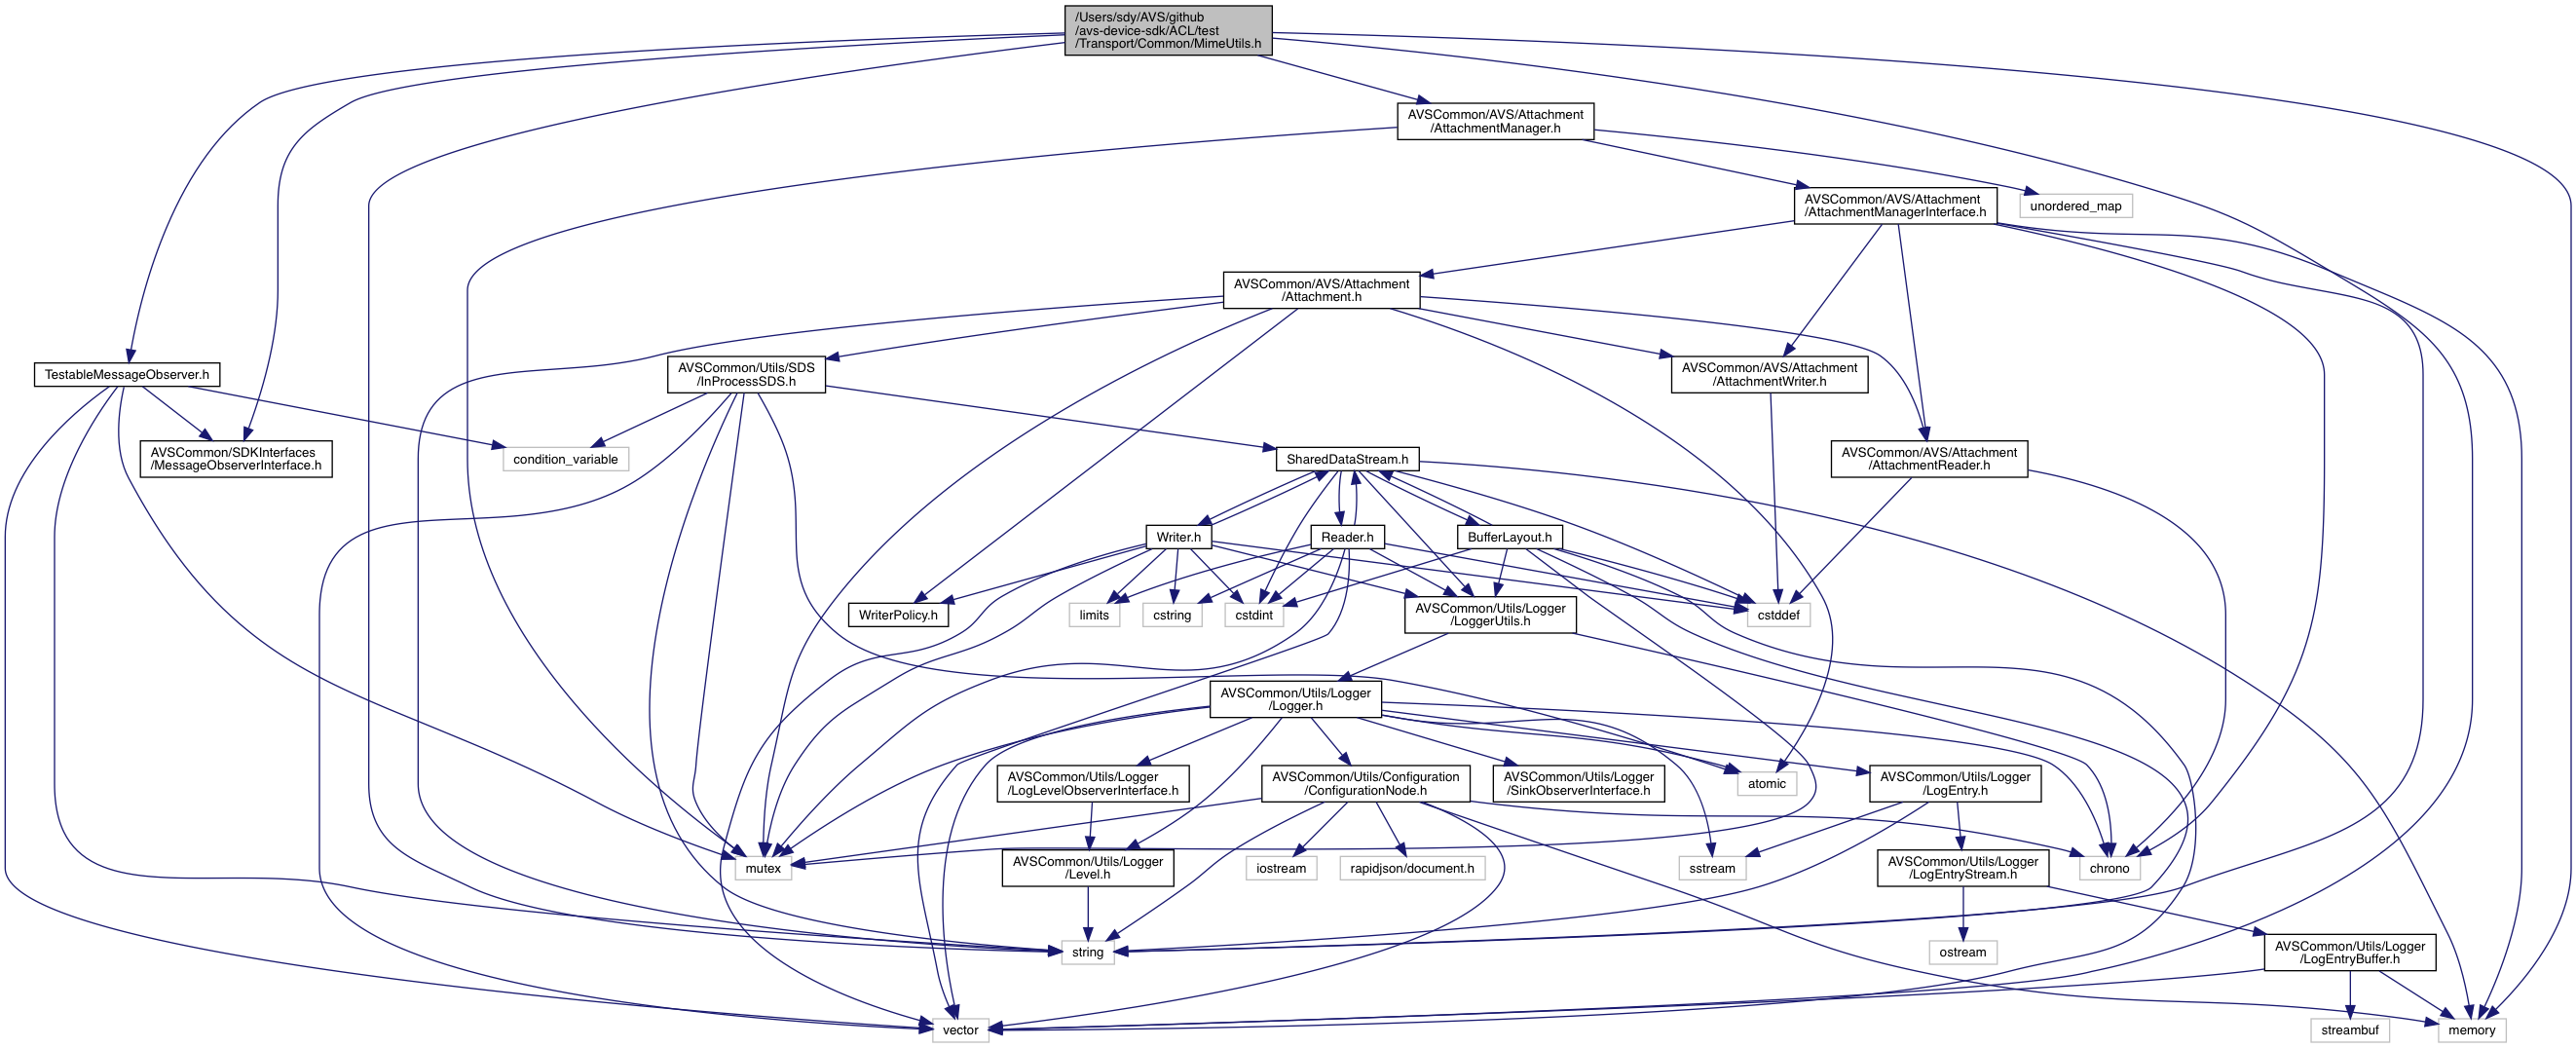 /Users/sdy/AVS/github
/avs-device-sdk/ACL/test
/Transport/Common/MimeUtils.h
AVSCommon/AVS/Attachment
/AttachmentManager.h
AVSCommon/AVS/Attachment
/AttachmentManagerInterface.h
unordered_map
AVSCommon/AVS/Attachment
/Attachment.h
TestableMessageObserver.h
AVSCommon/Utils/SDS
/InProcessSDS.h
AVSCommon/AVS/Attachment
/AttachmentWriter.h
AVSCommon/SDKInterfaces
/MessageObserverInterface.h
condition_variable
SharedDataStream.h
AVSCommon/AVS/Attachment
/AttachmentReader.h
Writer.h
Reader.h
BufferLayout.h
WriterPolicy.h
limits
cstring
cstdint
AVSCommon/Utils/Logger
/LoggerUtils.h
cstddef
AVSCommon/Utils/Logger
/Logger.h
AVSCommon/Utils/Logger
/LogLevelObserverInterface.h
AVSCommon/Utils/Configuration
/ConfigurationNode.h
AVSCommon/Utils/Logger
/SinkObserverInterface.h
atomic
AVSCommon/Utils/Logger
/LogEntry.h
mutex
AVSCommon/Utils/Logger
/Level.h
iostream
rapidjson/document.h
sstream
AVSCommon/Utils/Logger
/LogEntryStream.h
chrono
string
ostream
AVSCommon/Utils/Logger
/LogEntryBuffer.h
vector
streambuf
memory